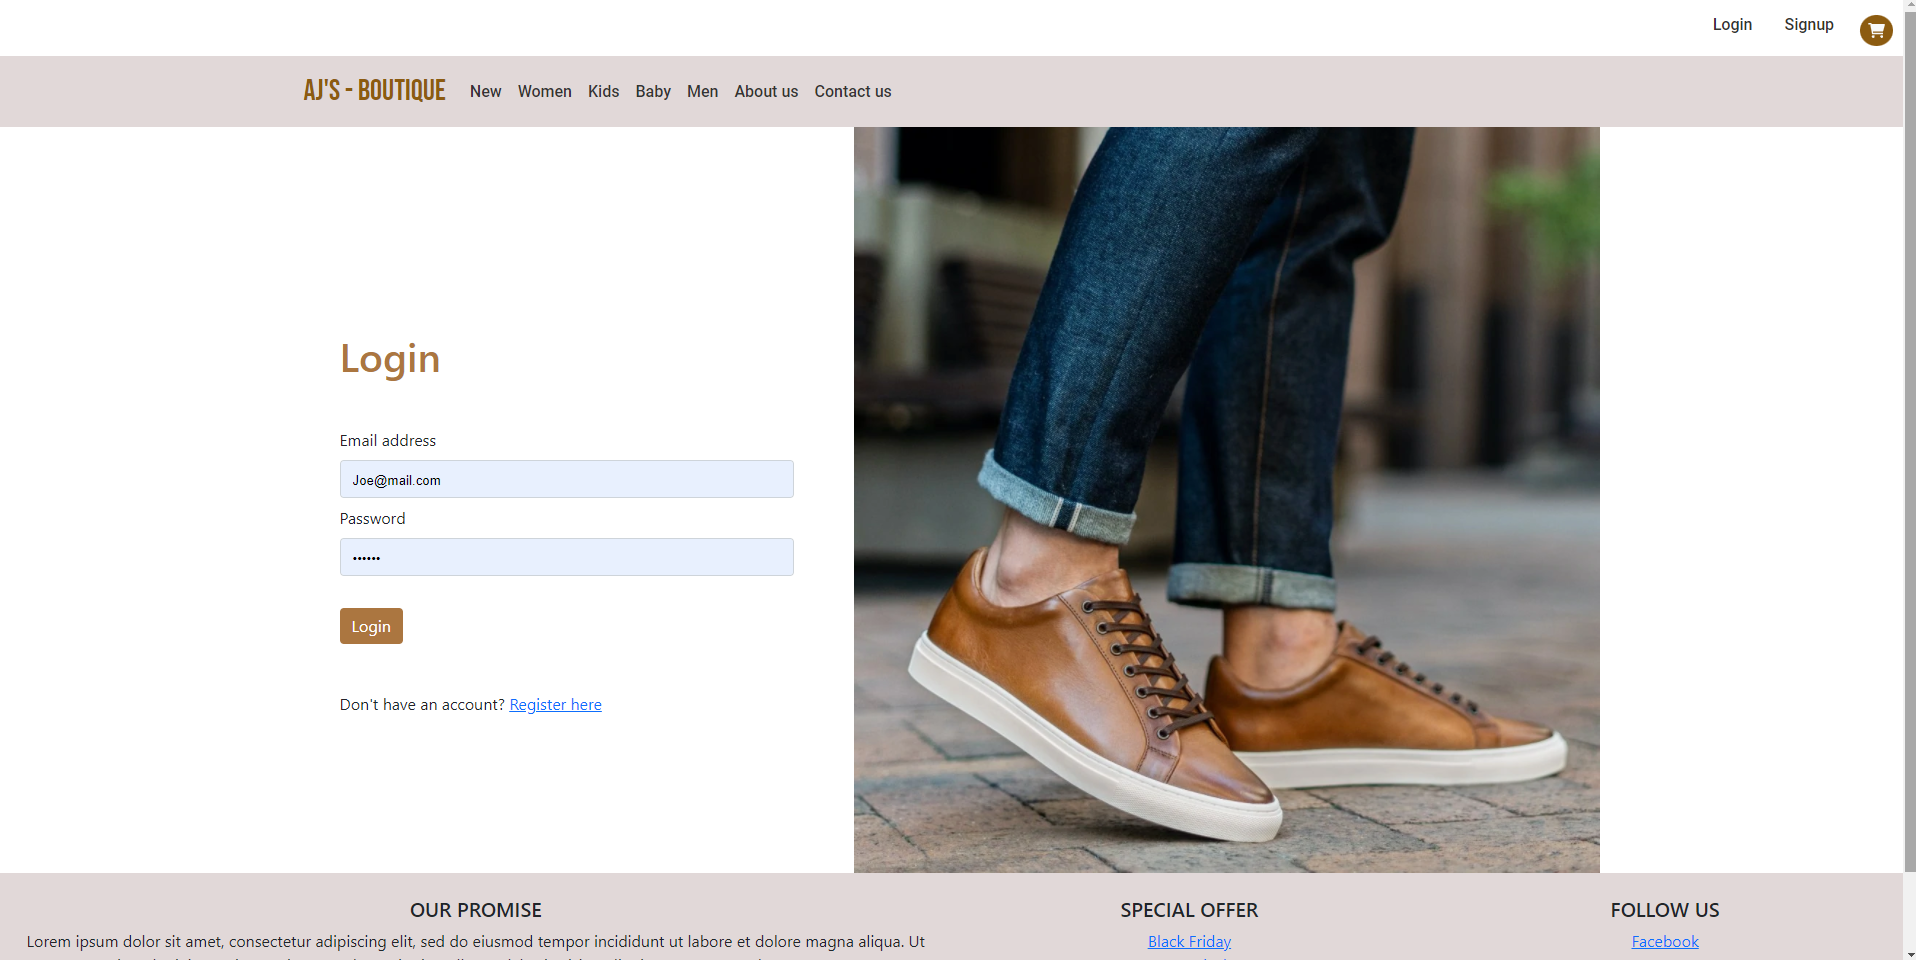 Login Signup
AJ'S - BOUTIQUE New Women Kids Baby Men About us Contact us
Login
Email address
Joe@mail.com
Password
••••••
Login
Don't have an account? Register here
OUR PROMISE
Lorem ipsum dolor sit amet, consectetur adipiscing elit, sed do eiusmod tempor incididunt ut labore et dolore magna aliqua. Ut
SPECIAL OFFER
Black Friday
FOLLOW US
Facebook